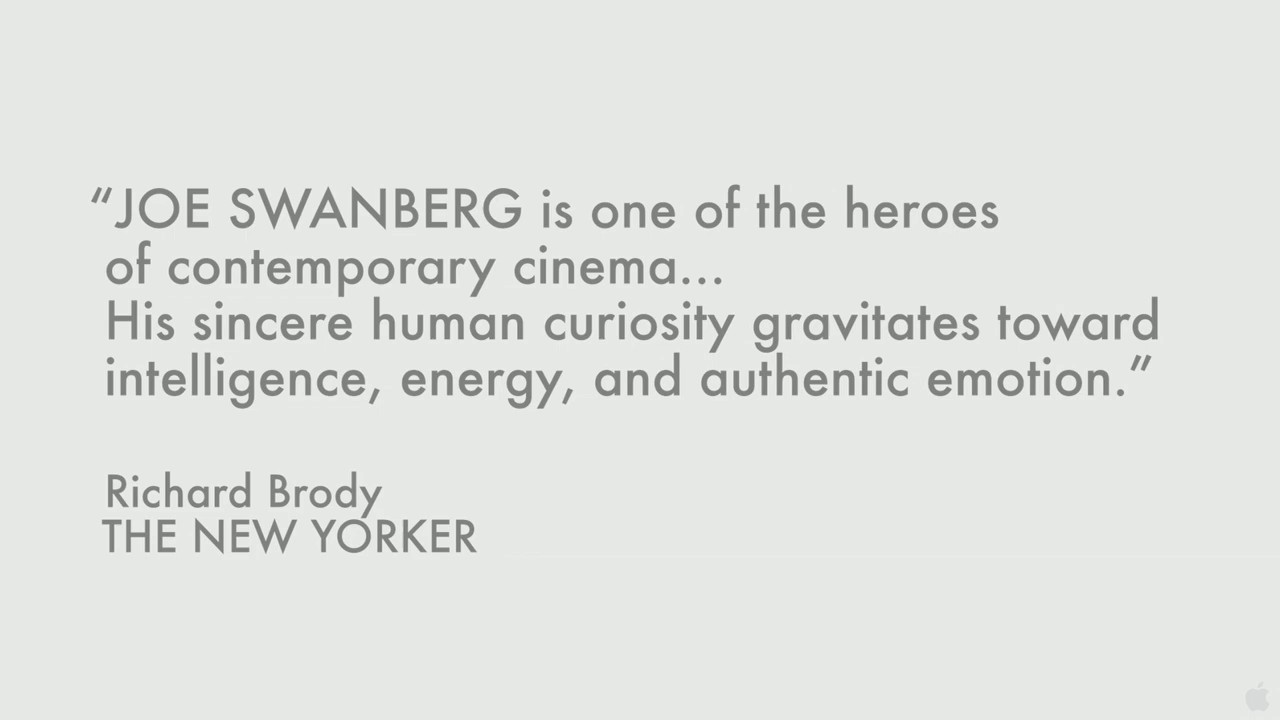 “JOE SWANBERG is one of the heroes
of contemporary cinema...
His sincere human curiosity gravitates toward
intelligence, energy, and authentic emotion.”
Richard Brody
THE NEW YORKER